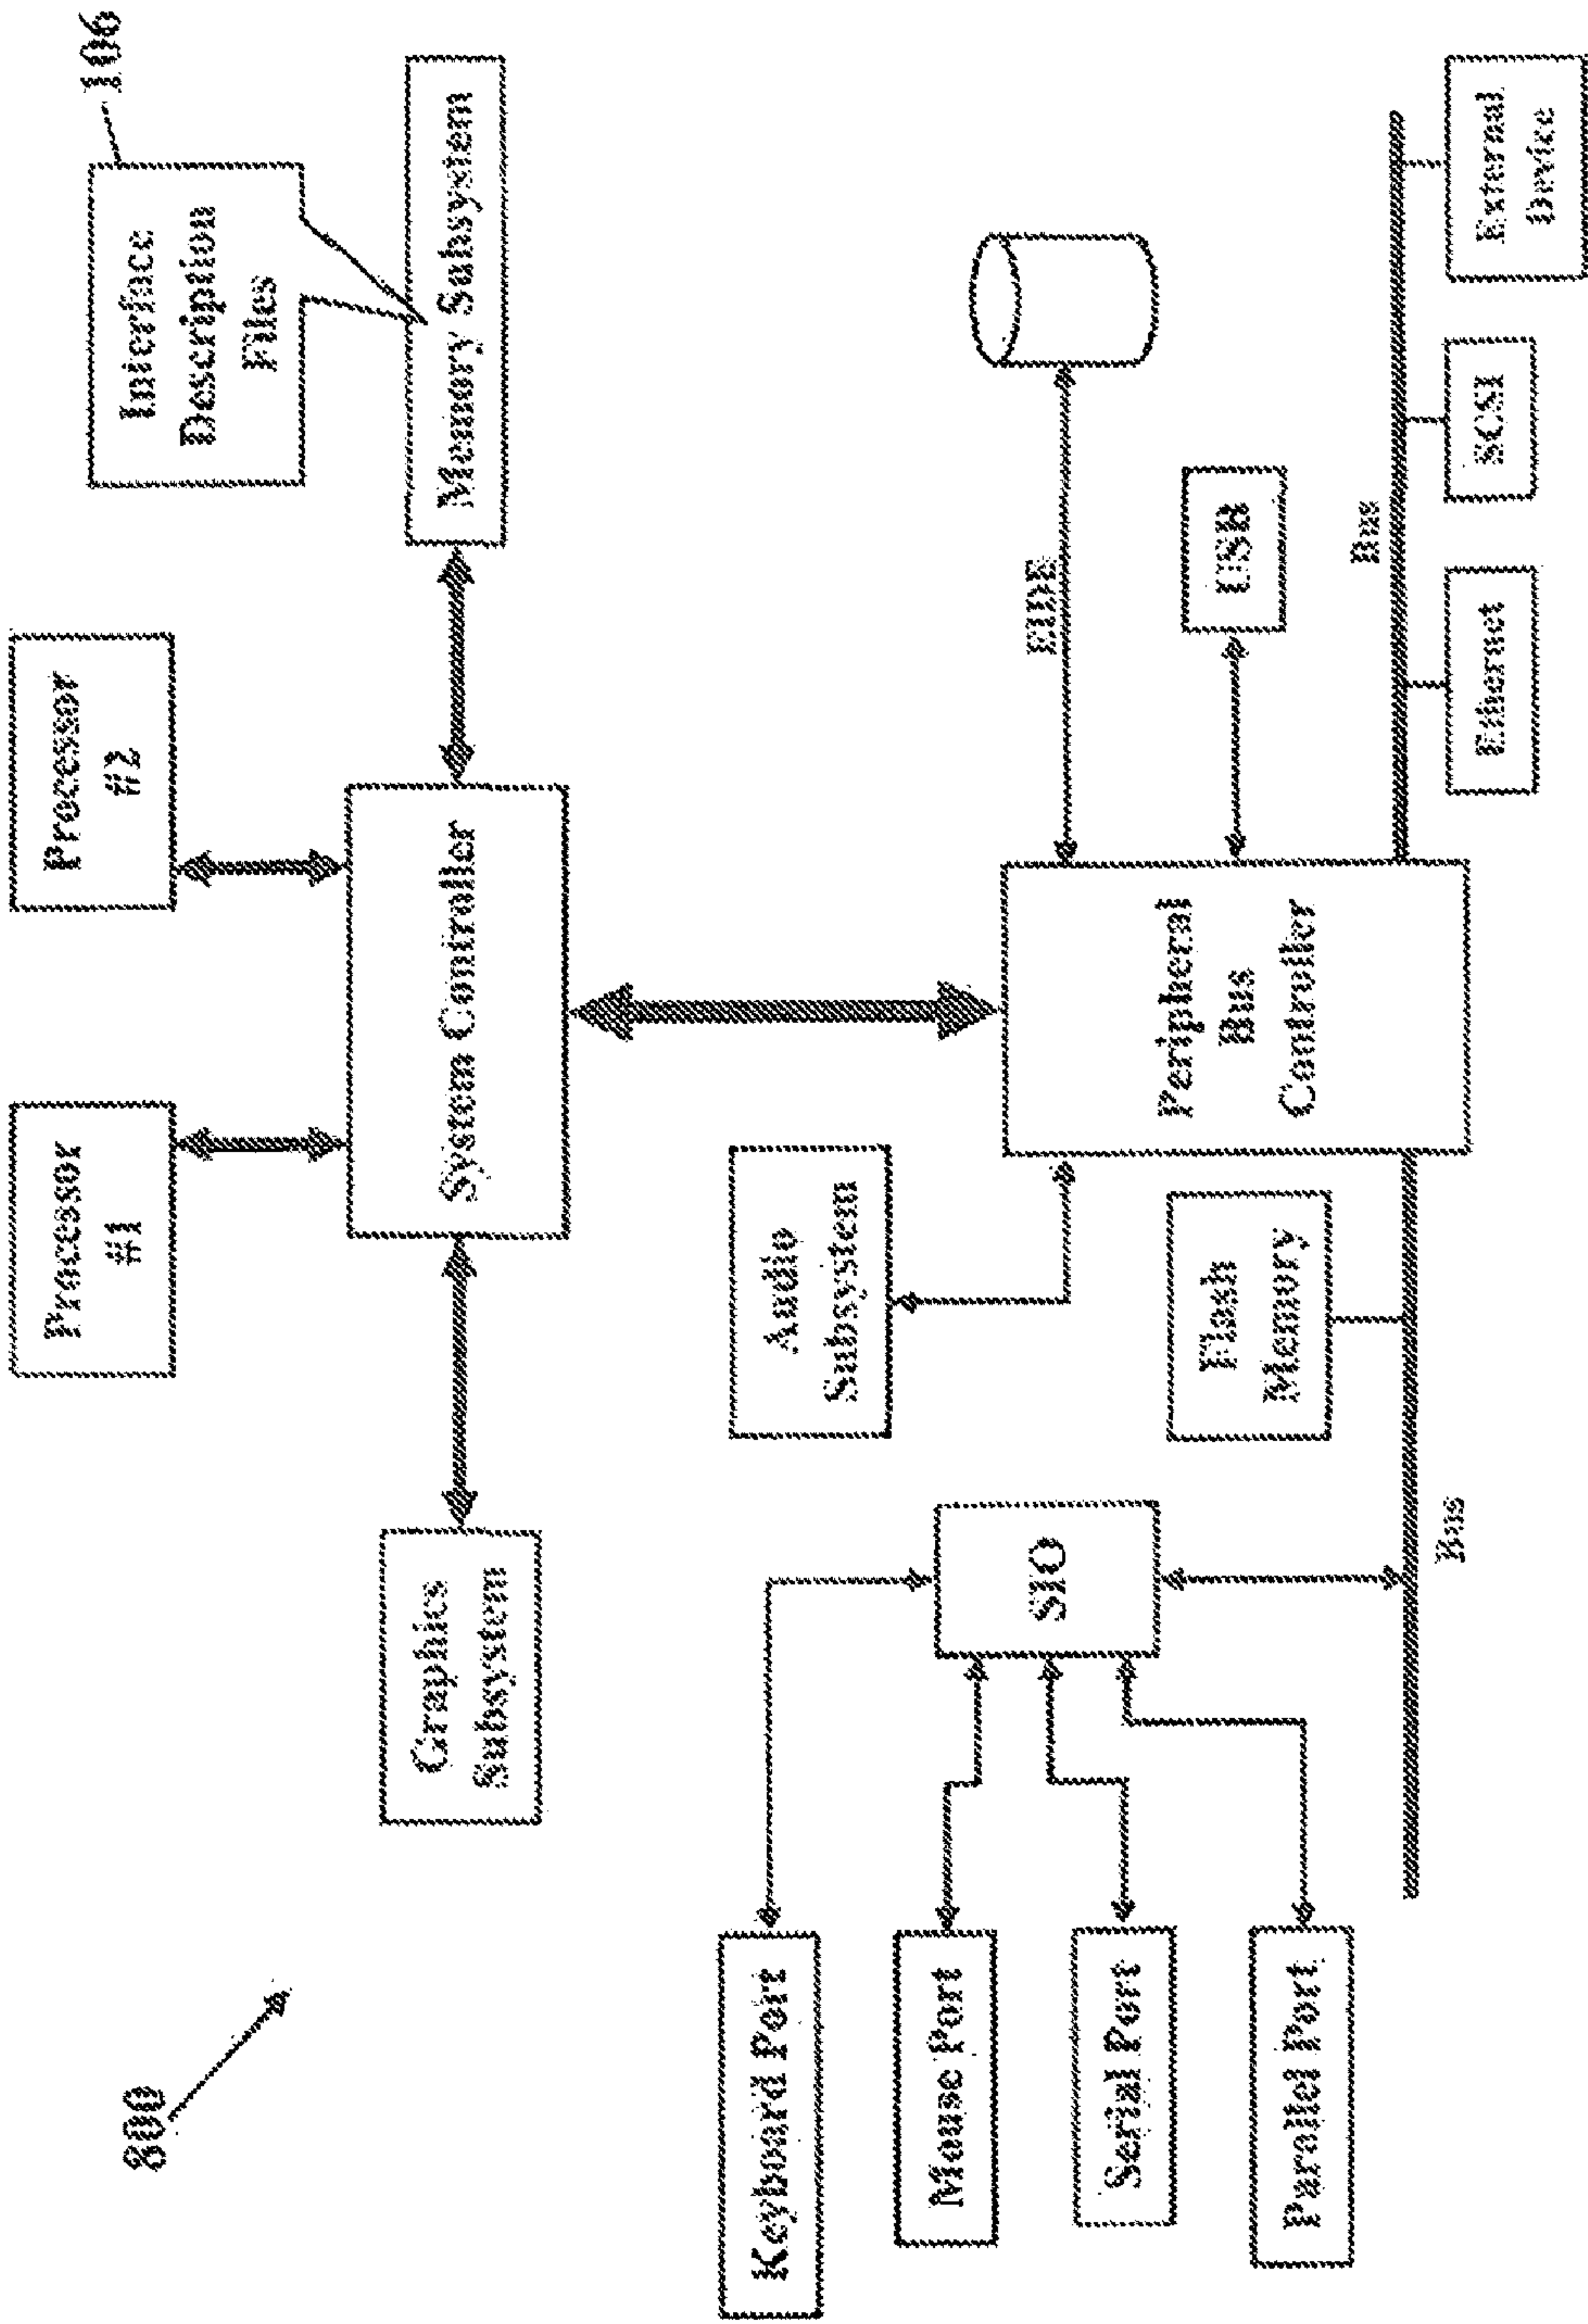 800
106
Processor
#1
Processor
#2
Interface
Description
Files
Graphics
Subsystem
System Controller
Memory Subsystem
Audio
Subsystem
Keyboard Port
Mouse Port
Serial Port
Parallel Port
SIO
Flash
Memory
Peripheral
Bus
Controller
EIDE
USB
Bus
Bus
Ethernet
SCSI
External
Device